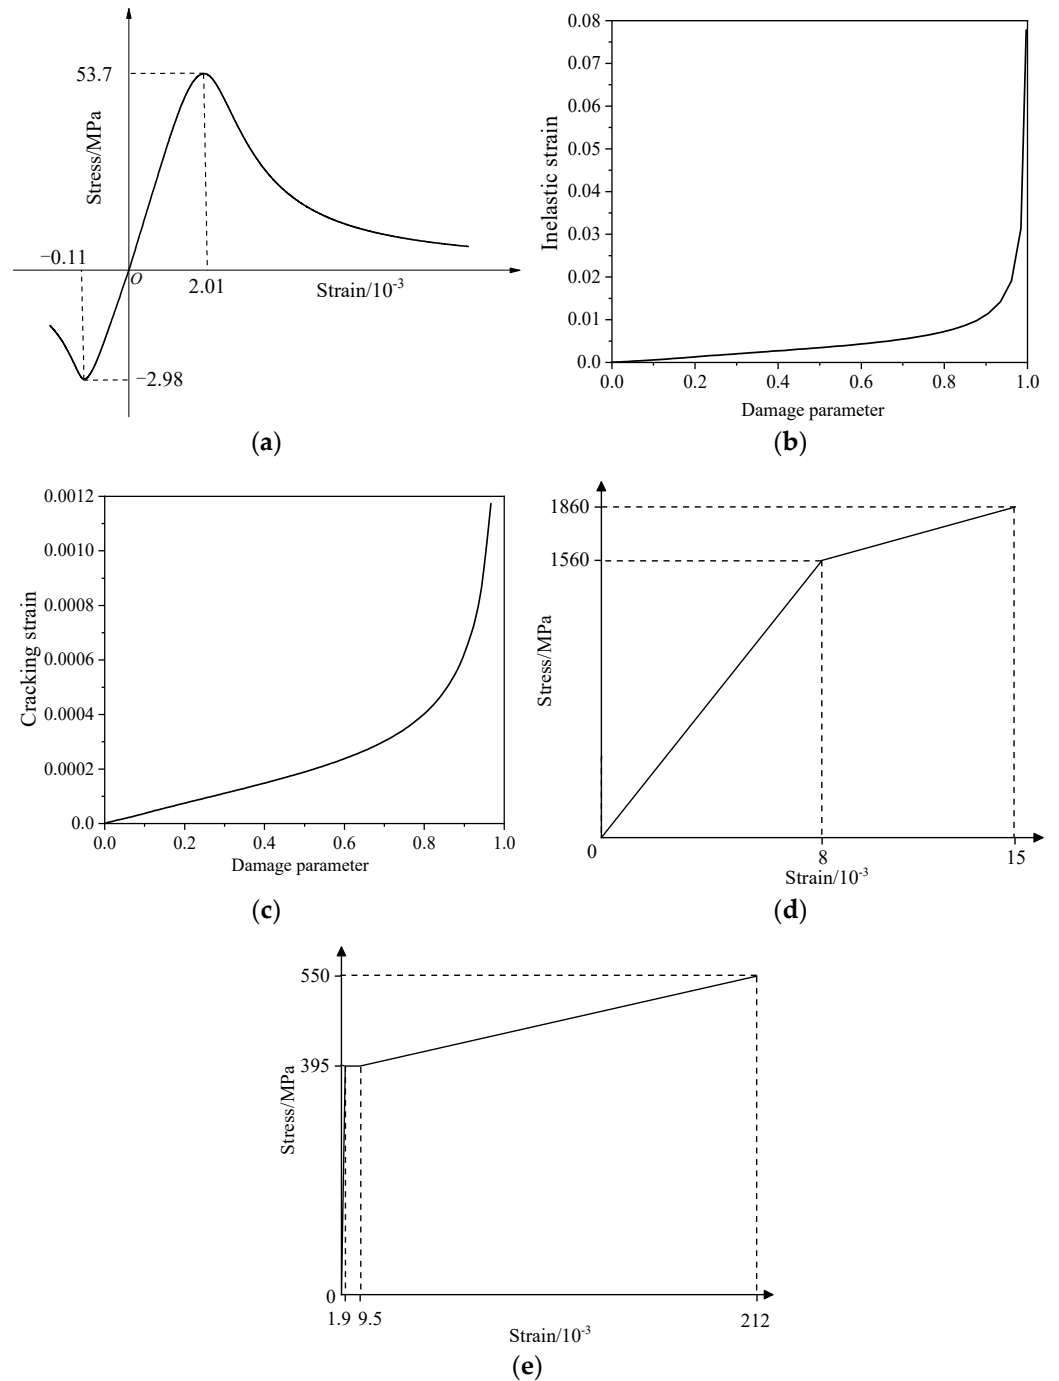 53.7
Stress/MPa
−0.11
O
2.01
Strain/10-3
−2.98
(a)
0.08
0.07
0.06
0.05
0.04
0.03
0.02
0.01
0.0
Inelastic strain
0.0 0.2 0.4 0.6 0.8 1.0
Damage parameter
(b)
0.0012
0.0010
0.0008
0.0006
0.0004
0.0002
0.0
Cracking strain
0.0 0.2 0.4 0.6 0.8 1.0
Damage parameter
(c)
1860
1560
Stress/MPa
0 8 15
Strain/10-3
(d)
550
395
Stress/MPa
0
1.9 9.5 212
Strain/10-3
(e)